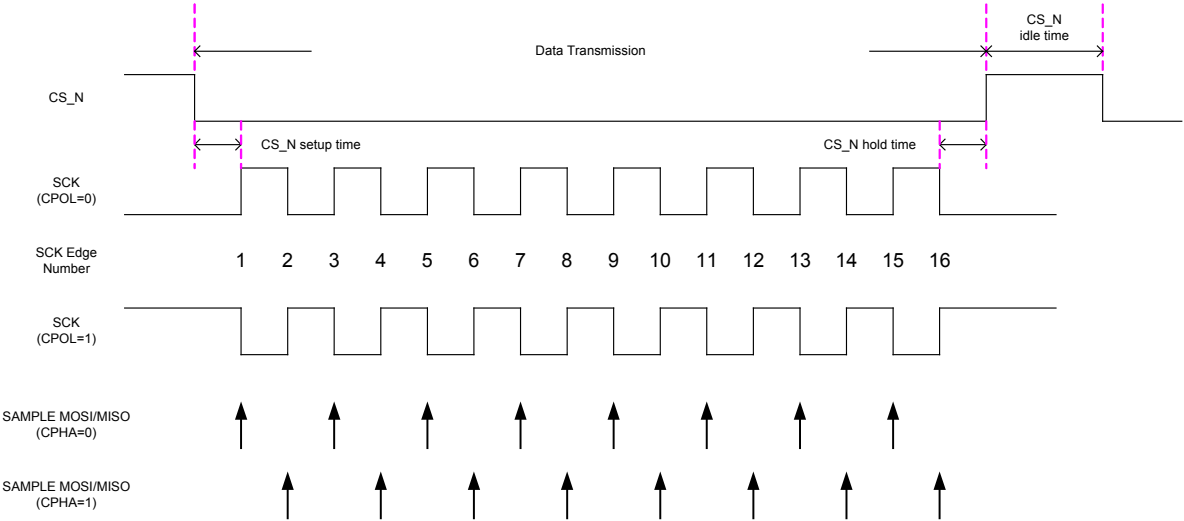 CS_N
idle time
Data Transmission
CS_N
CS_N setup time
CS_N hold time
SCK
(CPOL=0)
SCK Edge
Number
1 2 3 4 5 6 7 8 9 10 11 12 13 14 15 16
SCK
(CPOL=1)
SAMPLE MOSI/MISO
(CPHA=0)
SAMPLE MOSI/MISO
(CPHA=1)